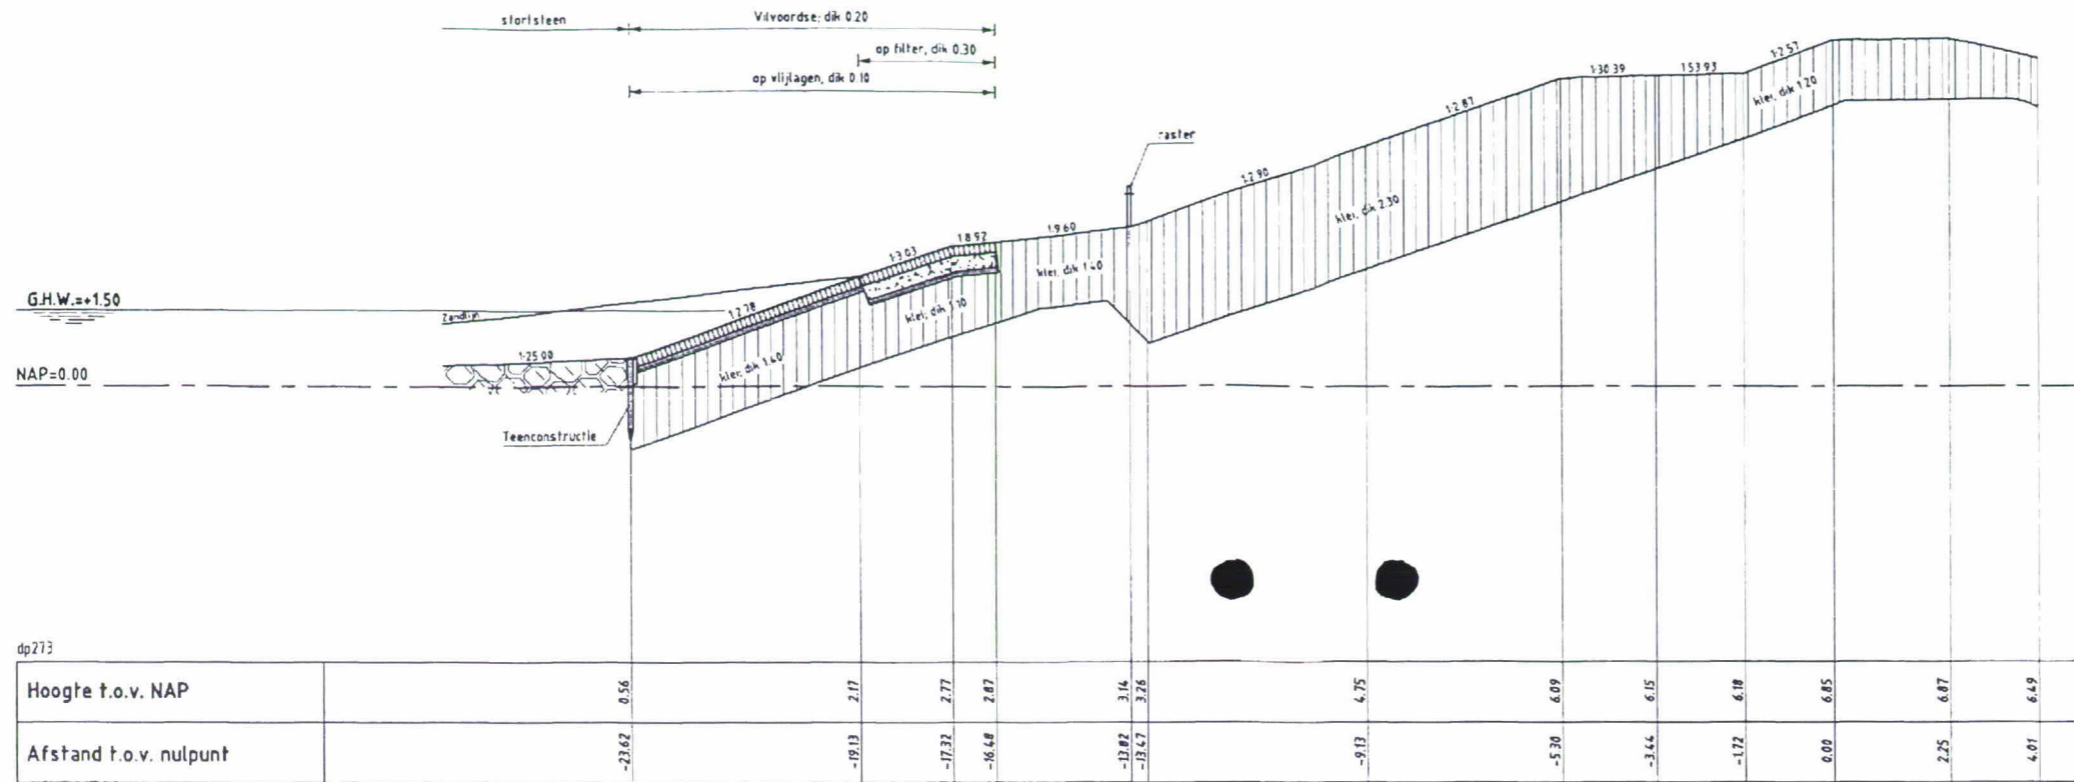 stortsteen
Vilvoordse; dik 0.20
op filter, dik 0.30
op vlijlagen, dik 0.10
1:2.57
1:30.39
1:53.93
klei, dik 1.20
1:2.87
raster
1:2.90
klei, dik 2.30
1:9.60
1:8.92
1:3.03
klei, dik 1.40
G.H.W.=+1.50
Zandlijn
1:2.78
klei, dik 1.10
1:25.00
klei, dik 1.40
NAP=0.00
Teenconstructie
dp273
Hoogte t.o.v. NAP 0.56 2.17 2.77 2.87 3.14 3.26 4.75 6.09 6.15 6.18 6.85 6.87 6.49
Afstand t.o.v. nulpunt -23.62 -19.13 -17.32 -16.48 -13.82 -13.47 -9.13 -5.30 -3.44 -1.72 0.00 2.25 4.01